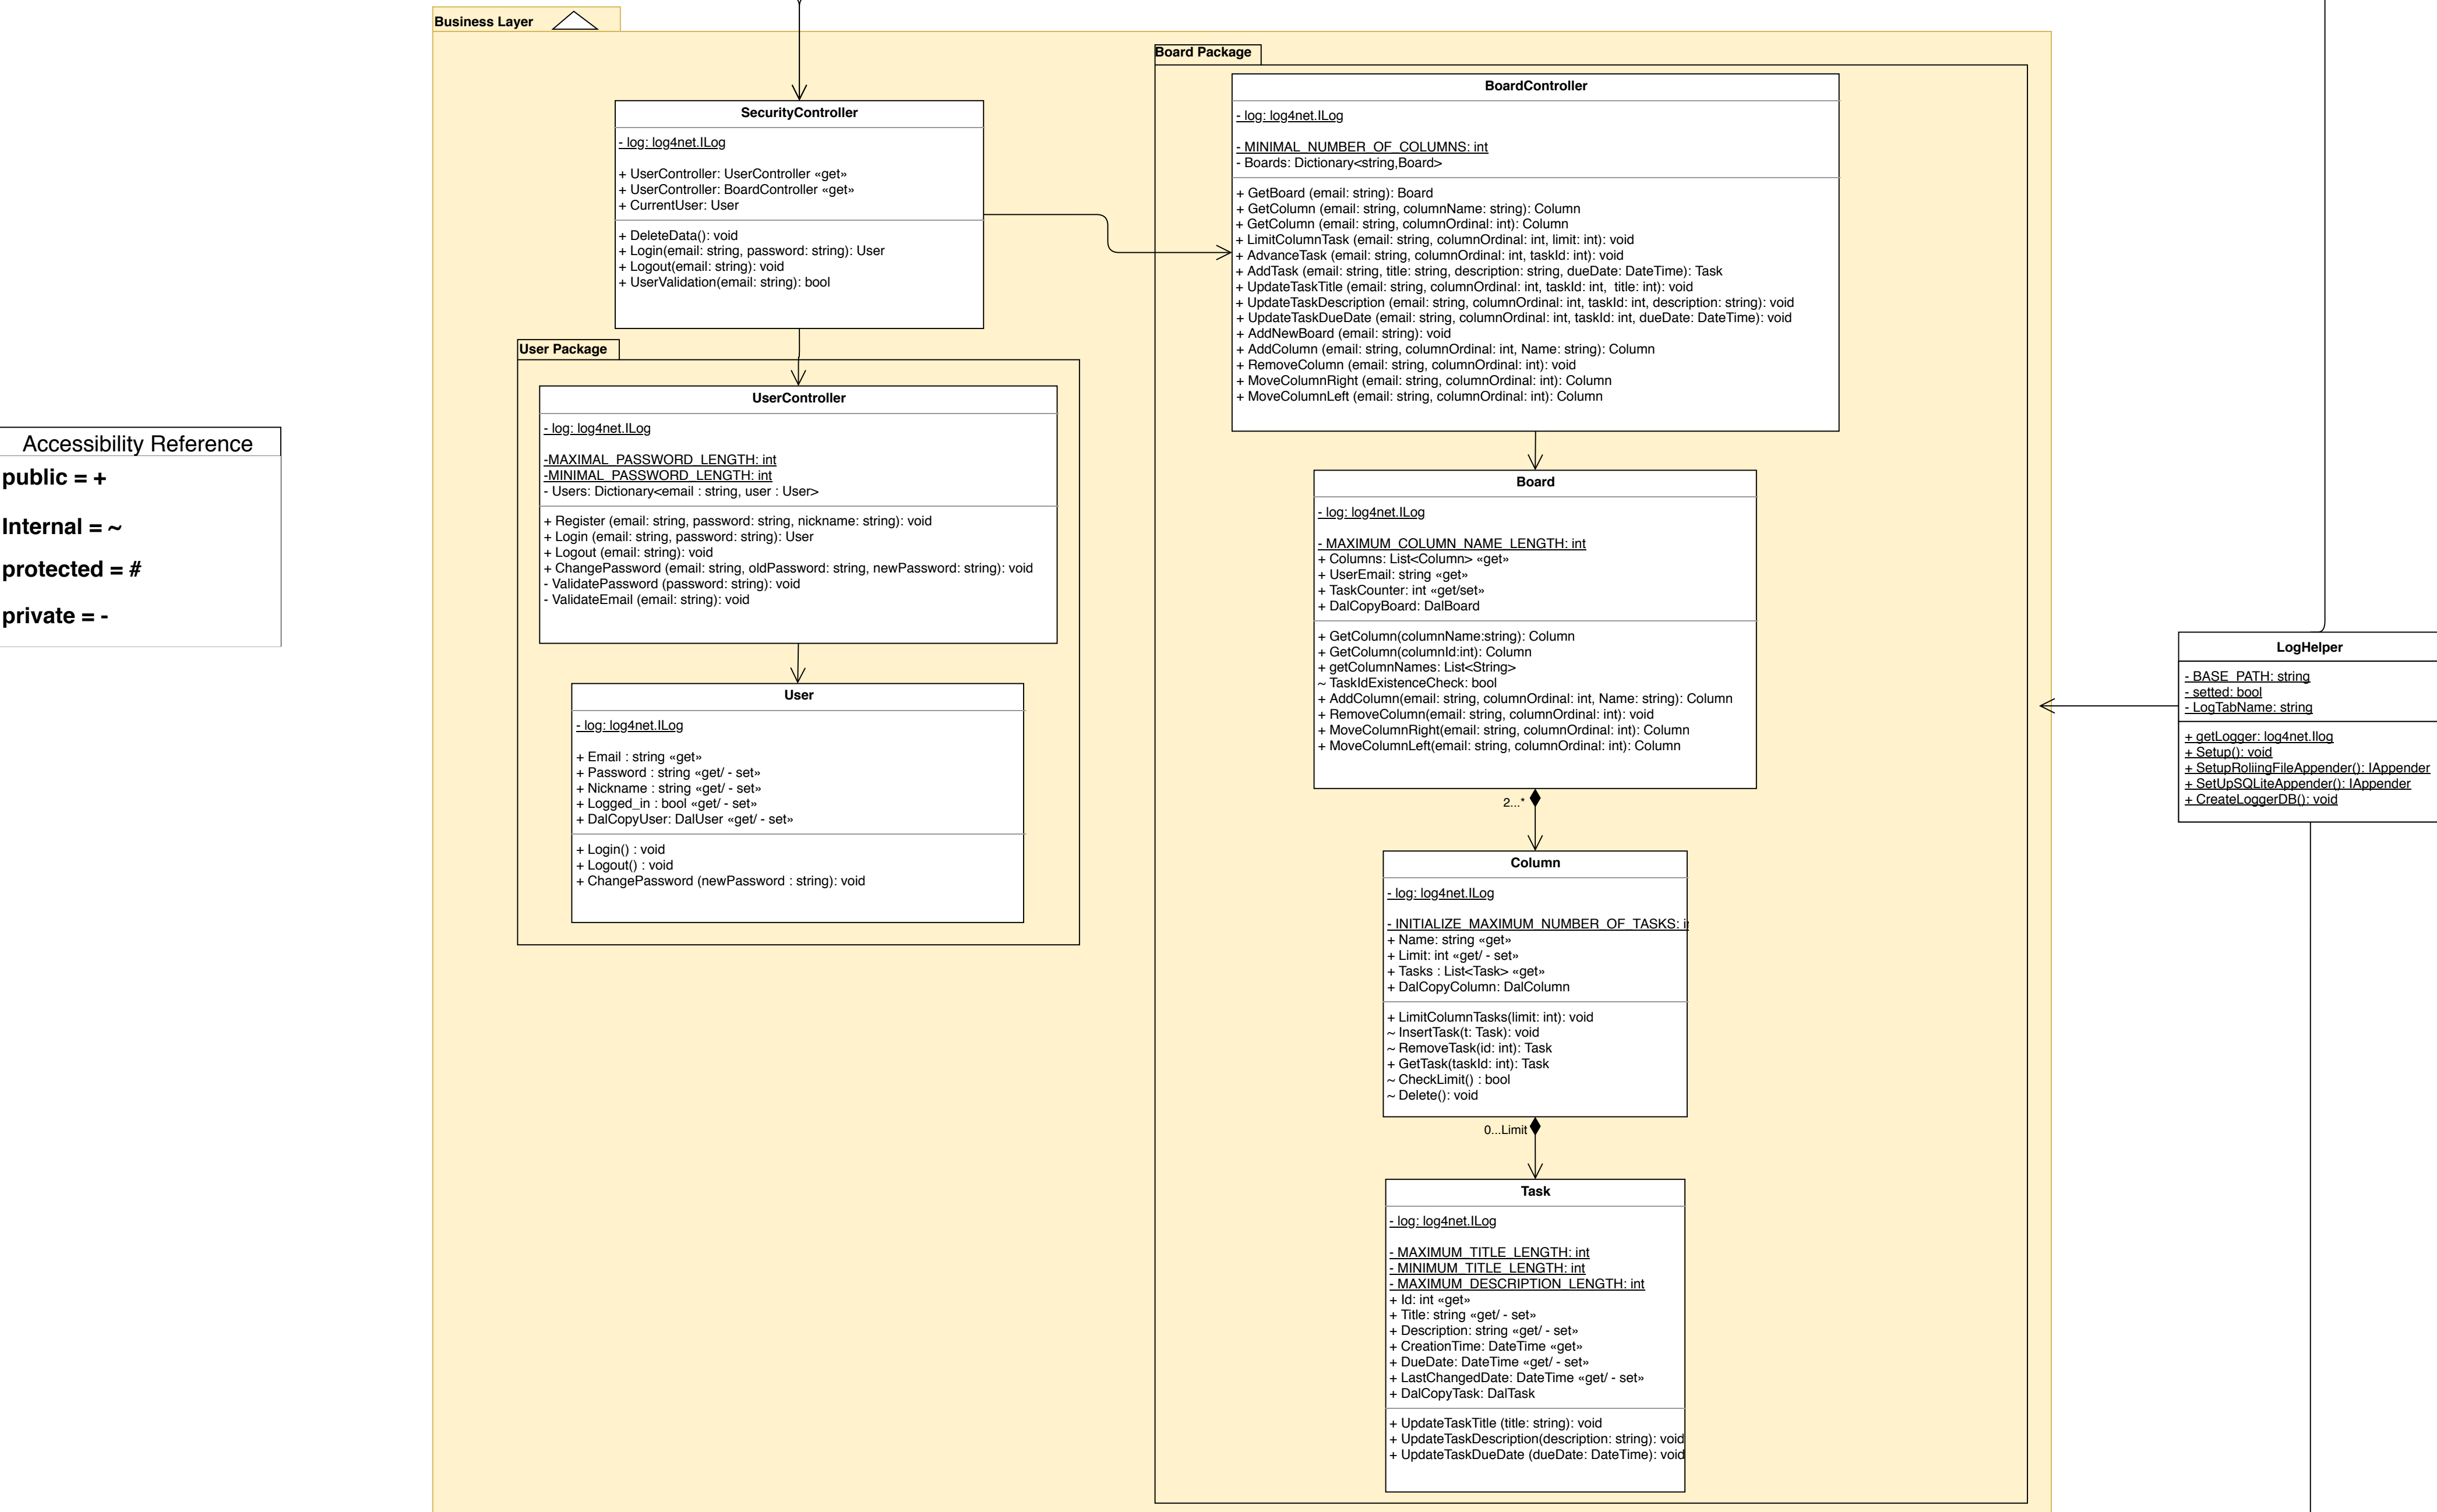 Business Layer
SecurityController
- log: log4net.ILog
+ UserController: UserController «get»
+ UserController: BoardController «get»
+ CurrentUser: User
+ DeleteData(): void
+ Login(email: string, password: string): User
+ Logout(email: string): void
+ UserValidation(email: string): bool
User Package
UserController
- log: log4net.ILog
-MAXIMAL_PASSWORD_LENGTH: int
-MINIMAL_PASSWORD_LENGTH: int
- Users: Dictionary<email : string, user : User>
+ Register (email: string, password: string, nickname: string): void
+ Login (email: string, password: string): User
+ Logout (email: string): void
+ ChangePassword (email: string, oldPassword: string, newPassword: string): void
- ValidatePassword (password: string): void
- ValidateEmail (email: string): void
User
- log: log4net.ILog
+ Email : string «get»
+ Password : string «get/ - set»
+ Nickname : string «get/ - set»
+ Logged_in : bool «get/ - set»
+ DalCopyUser: DalUser «get/ - set»
+ Login() : void
+ Logout() : void
+ ChangePassword (newPassword : string): void
Board Package
BoardController
- log: log4net.ILog
- MINIMAL_NUMBER_OF_COLUMNS: int
- Boards: Dictionary<string,Board>
+ GetBoard (email: string): Board
+ GetColumn (email: string, columnName: string): Column
+ GetColumn (email: string, columnOrdinal: int): Column
+ LimitColumnTask (email: string, columnOrdinal: int, limit: int): void
+ AdvanceTask (email: string, columnOrdinal: int, taskId: int): void
+ AddTask (email: string, title: string, description: string, dueDate: DateTime): Task
+ UpdateTaskTitle (email: string, columnOrdinal: int, taskId: int,  title: int): void
+ UpdateTaskDescription (email: string, columnOrdinal: int, taskId: int, description: string): void
+ UpdateTaskDueDate (email: string, columnOrdinal: int, taskId: int, dueDate: DateTime): void
+ AddNewBoard (email: string): void
+ AddColumn (email: string, columnOrdinal: int, Name: string): Column
+ RemoveColumn (email: string, columnOrdinal: int): void
+ MoveColumnRight (email: string, columnOrdinal: int): Column
+ MoveColumnLeft (email: string, columnOrdinal: int): Column
Board
- log: log4net.ILog
- MAXIMUM_COLUMN_NAME_LENGTH: int
+ Columns: List<Column> «get»
+ UserEmail: string «get»
+ TaskCounter: int «get/set»
+ DalCopyBoard: DalBoard
+ GetColumn(columnName:string): Column
+ GetColumn(columnId:int): Column
+ getColumnNames: List<String>
~ TaskIdExistenceCheck: bool
+ AddColumn(email: string, columnOrdinal: int, Name: string): Column
+ RemoveColumn(email: string, columnOrdinal: int): void
+ MoveColumnRight(email: string, columnOrdinal: int): Column
+ MoveColumnLeft(email: string, columnOrdinal: int): Column
2...*
Column
- log: log4net.ILog
- INITIALIZE_MAXIMUM_NUMBER_OF_TASKS:
+ Name: string «get»
+ Limit: int «get/ - set»
+ Tasks : List<Task> «get»
+ DalCopyColumn: DalColumn
+ LimitColumnTasks(limit: int): void
~ InsertTask(t: Task): void
~ RemoveTask(id: int): Task
+ GetTask(taskId: int): Task
~ CheckLimit() : bool
~ Delete(): void
0...Limit
Task
- log: log4net.ILog
- MAXIMUM_TITLE_LENGTH: int
- MINIMUM_TITLE_LENGTH: int
- MAXIMUM_DESCRIPTION_LENGTH: int
+ Id: int «get»
+ Title: string «get/ - set»
+ Description: string «get/ - set»
+ CreationTime: DateTime «get»
+ DueDate: DateTime «get/ - set»
+ LastChangedDate: DateTime «get/ - set»
+ DalCopyTask: DalTask
+ UpdateTaskTitle (title: string): void
+ UpdateTaskDescription(description: string): void
+ UpdateTaskDueDate (dueDate: DateTime): void
Accessibility Reference
public = +
Internal = ~
protected = #
private = -
LogHelper
- BASE_PATH: string
- setted: bool
- LogTabName: string
+ getLogger: log4net.Ilog
+ Setup(): void
+ SetupRoliingFileAppender(): IAppender
+ SetUpSQLiteAppender(): IAppender
+ CreateLoggerDB(): void